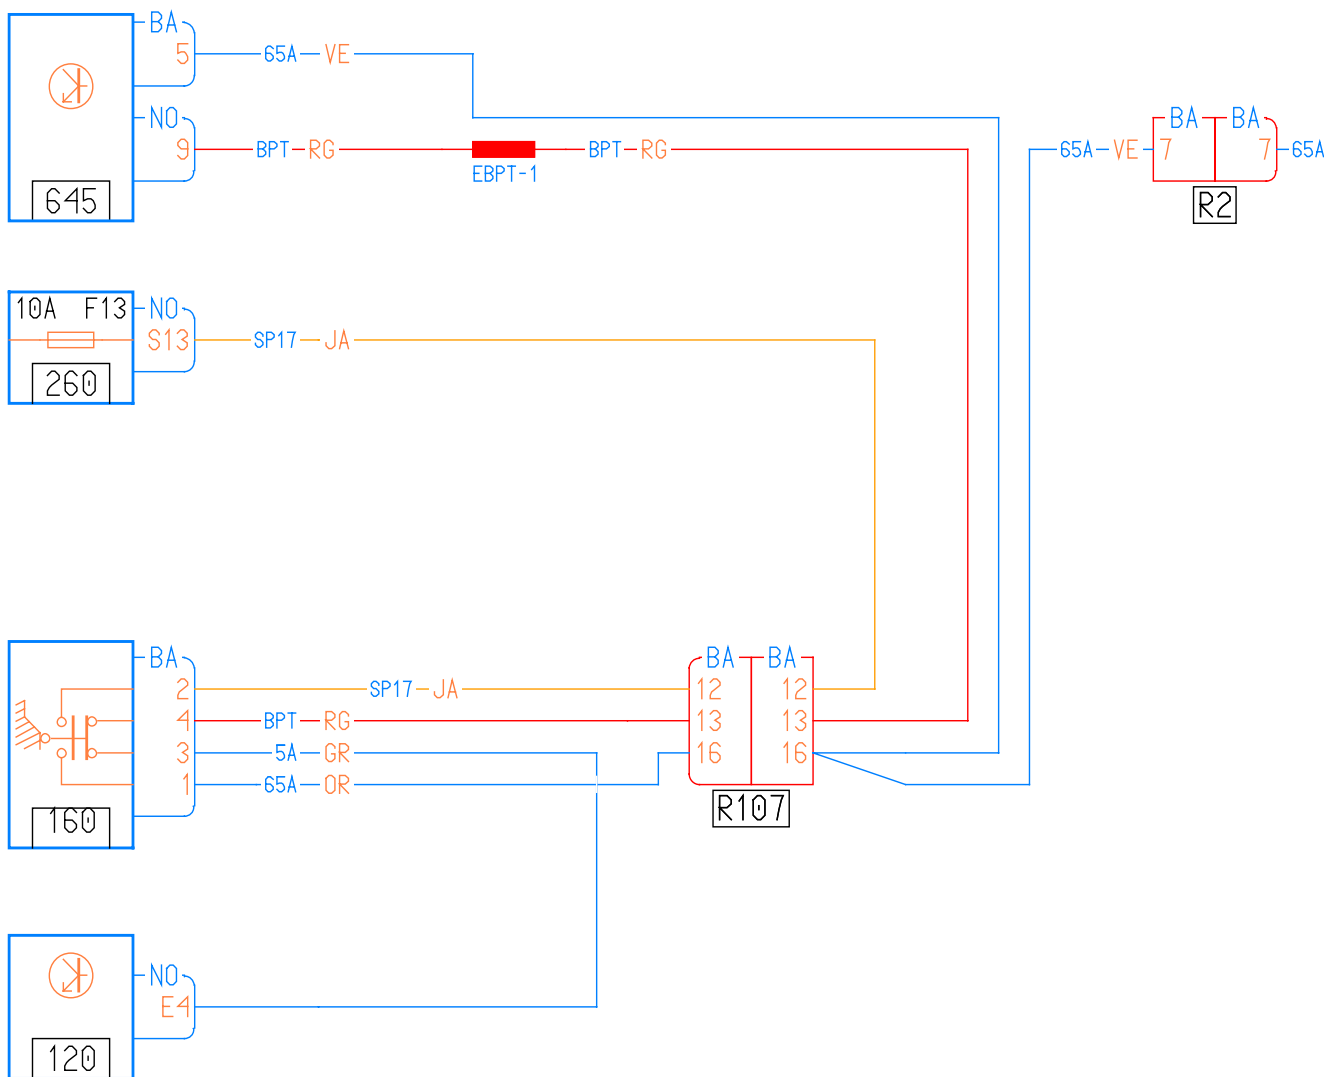 BA
5 65A VE
NO
9 BPT RG EBPT-1 BPT RG
645
BA BA
65A VE 7 7 65A
R2
10A F13 NO
S13 SP17 JA
260
BA BA BA
2 SP17 JA 12 12
4 BPT RG 13 13
3 5A GR 16 16
1 65A OR
160 R107
NO
E4
120